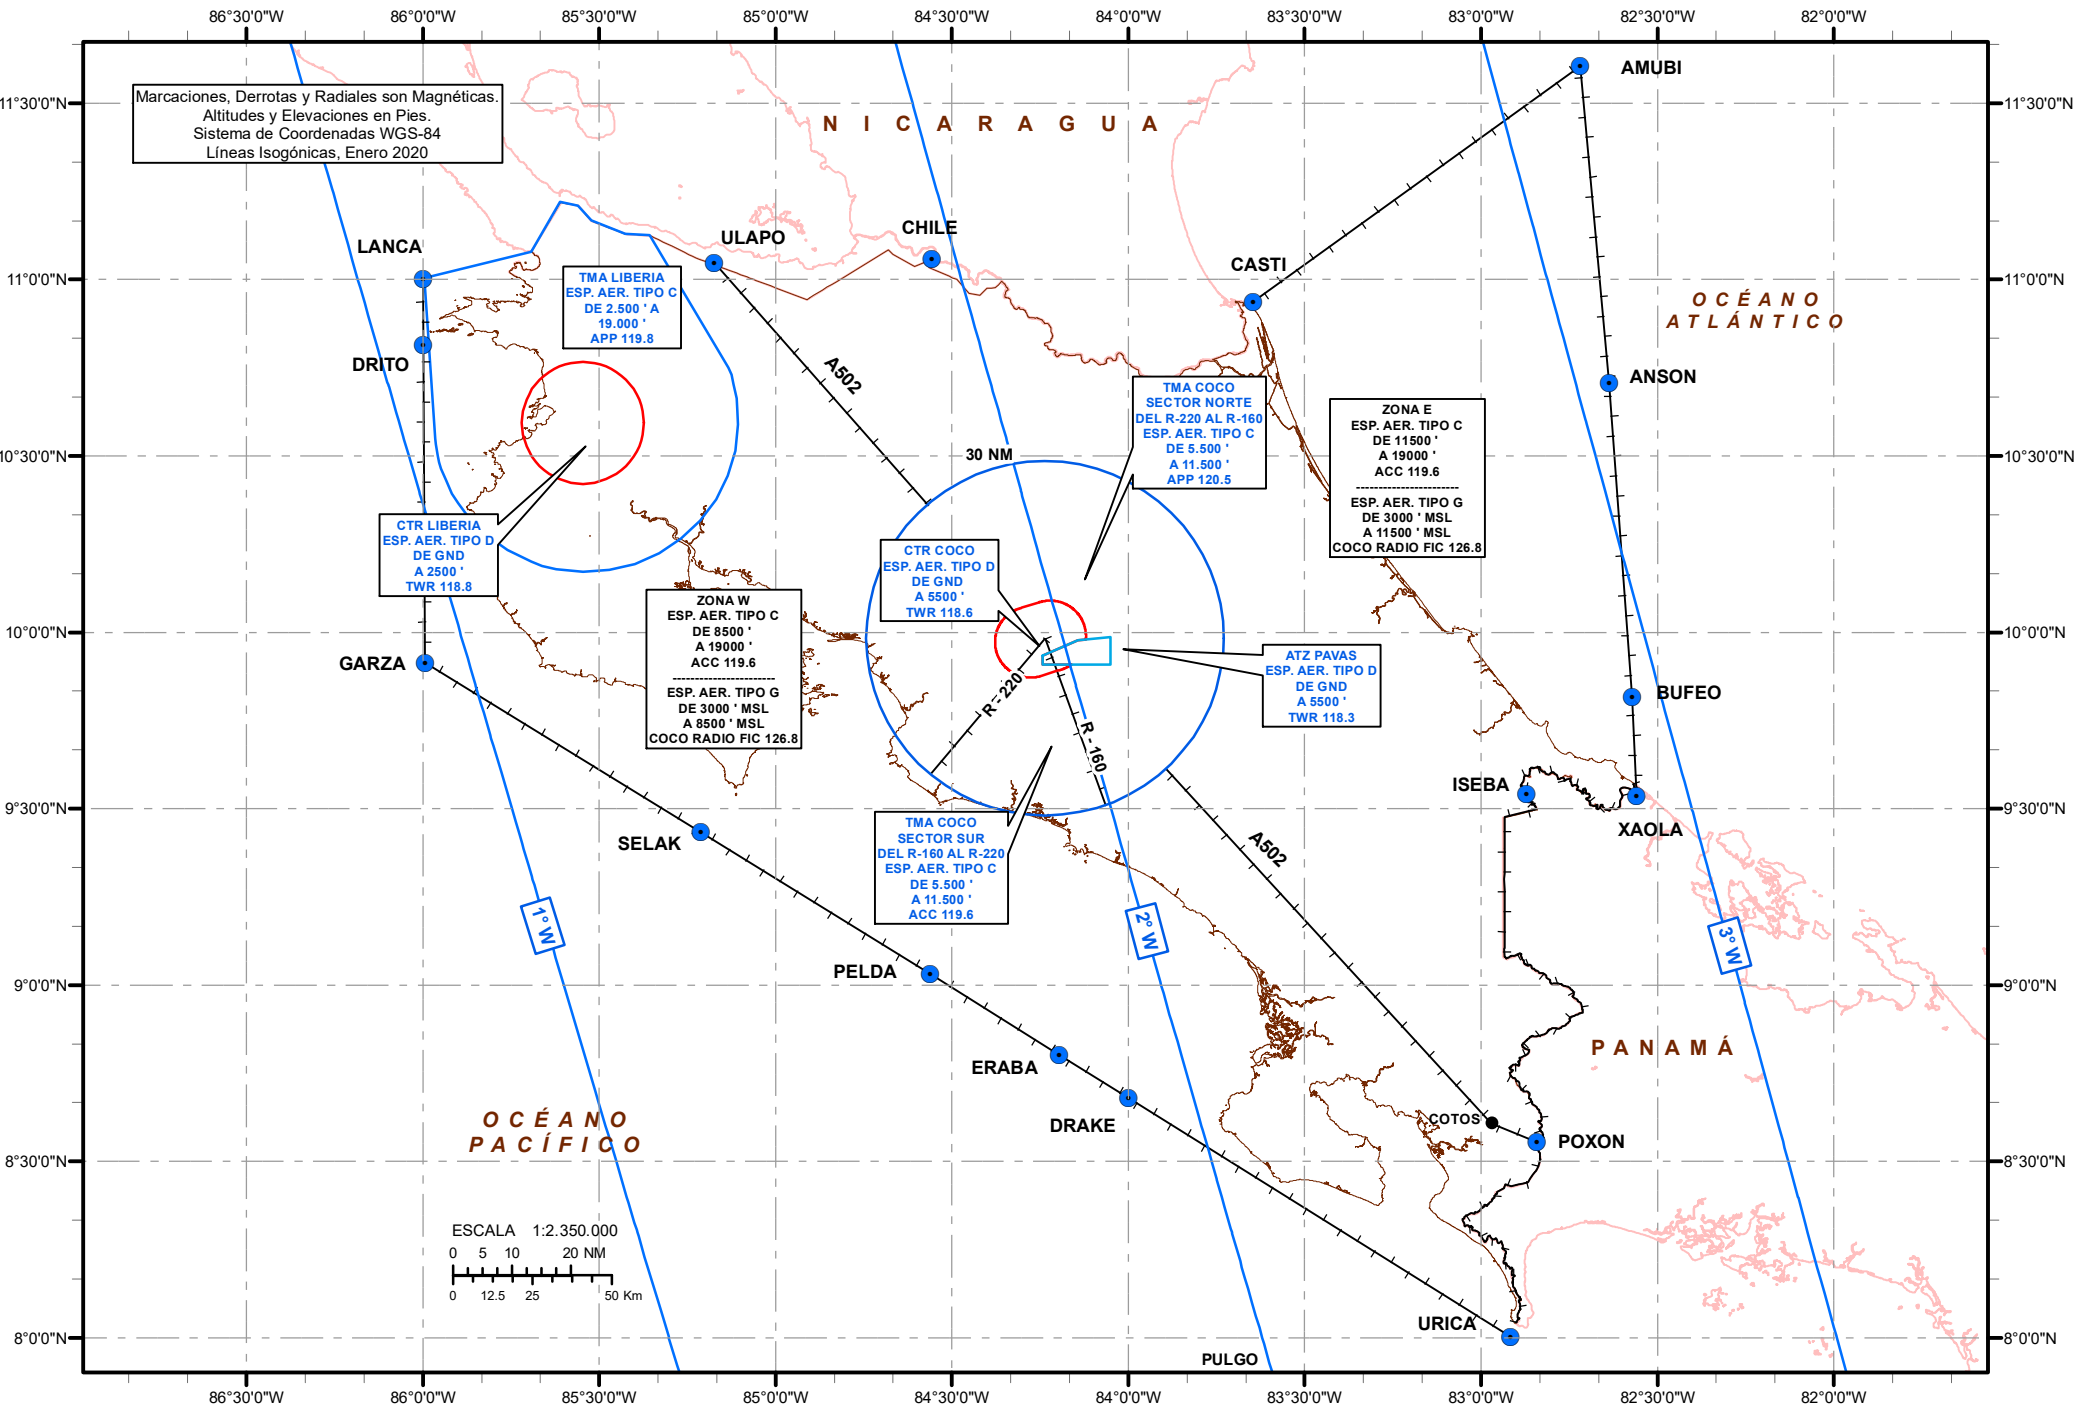 86°30'0"W 86°0'0"W 85°30'0"W 85°0'0"W 84°30'0"W 84°0'0"W 83°30'0"W 83°0'0"W 82°30'0"W 82°0'0"W
Marcaciones, Derrotas y Radiales son Magnéticas.
Altitudes y Elevaciones en Pies.
Sistema de Coordenadas WGS-84
Líneas Isogónicas, Enero 2020
AMUBI
11°30'0"N
11°30'0"N
NICARAGUA
LANCA
ULAPO
CHILE
CASTI
11°0'0"N
11°0'0"N
TMA LIBERIA
ESP. AER. TIPO C
DE 2.500 ' A
19.000 '
APP 119.8
OCÉANO
ATLÁNTICO
DRITO
A502
ANSON
TMA COCO
SECTOR NORTE
DEL R-220 AL R-160
ESP. AER. TIPO C
DE 5.500 '
A 11.500 '
APP 120.5
ZONA E
ESP. AER. TIPO C
DE 11500 '
A 19000 '
ACC 119.6
-----------------------
ESP. AER. TIPO G
DE 3000 ' MSL
A 11500 ' MSL
COCO RADIO FIC 126.8
10°30'0"N
30 NM
10°30'0"N
CTR LIBERIA
ESP. AER. TIPO D
DE GND
A 2500 '
TWR 118.8
CTR COCO
ESP. AER. TIPO D
DE GND
A 5500 '
TWR 118.6
ZONA W
ESP. AER. TIPO C
DE 8500 '
A 19000 '
ACC 119.6
-----------------------
ESP. AER. TIPO G
DE 3000 ' MSL
A 8500 ' MSL
COCO RADIO FIC 126.8
10°0'0"N
10°0'0"N
GARZA
ATZ PAVAS
ESP. AER. TIPO D
DE GND
A 5500 '
TWR 118.3
R - 220
R - 160
BUFEO
ISEBA
9°30'0"N
9°30'0"N
XAOLA
SELAK
TMA COCO
SECTOR SUR
DEL R-160 AL R-220
ESP. AER. TIPO C
DE 5.500 '
A 11.500 '
ACC 119.6
A502
1° W
2° W
3° W
PELDA
9°0'0"N
9°0'0"N
PANAMÁ
ERABA
DRAKE
OCÉANO
PACÍFICO
COTOS
POXON
8°30'0"N
8°30'0"N
ESCALA 1:2.350.000
0 5 10 20 NM
0 12.5 25 50 Km
URICA
8°0'0"N
8°0'0"N
PULGO
86°30'0"W 86°0'0"W 85°30'0"W 85°0'0"W 84°30'0"W 84°0'0"W 83°30'0"W 83°0'0"W 82°30'0"W 82°0'0"W